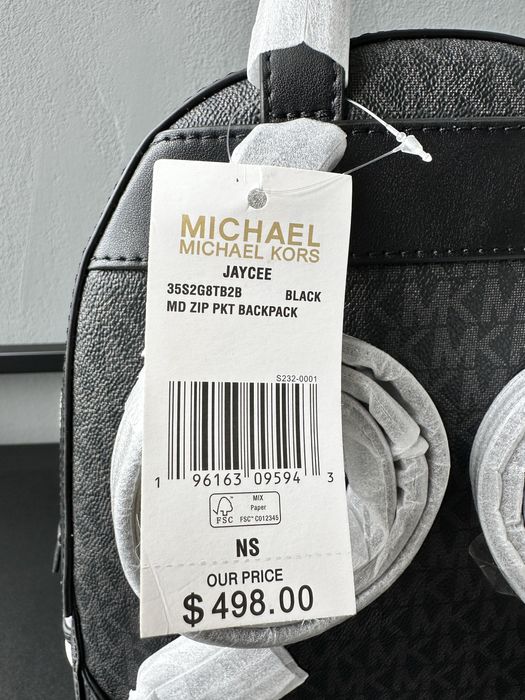 MICHAEL
MICHAEL KORS
JAYCEE
35S2G8TB2B BLACK
MD ZIP PKT BACKPACK
S232-0001
1 96163 09594 3
MIX
Paper
FSC FSC™ C012345
NS
OUR PRICE
$498.00